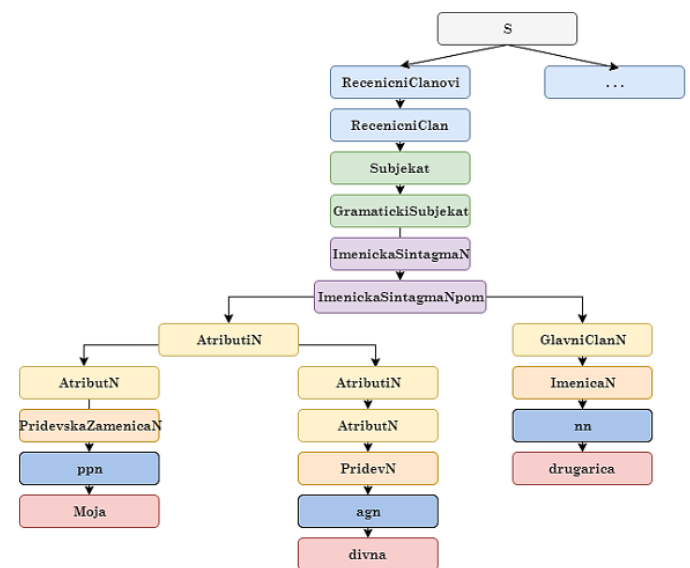 S
RecenicniClanovi
. . .
RecenicniClan
Subjekat
GramatickiSubjekat
ImenickaSintagmaN
ImenickaSintagmaNpom
AtributiN
GlavniClanN
AtributN
AtributiN
ImenicaN
PridevskaZamenicaN
AtributN
nn
ppn
PridevN
drugarica
Moja
agn
divna